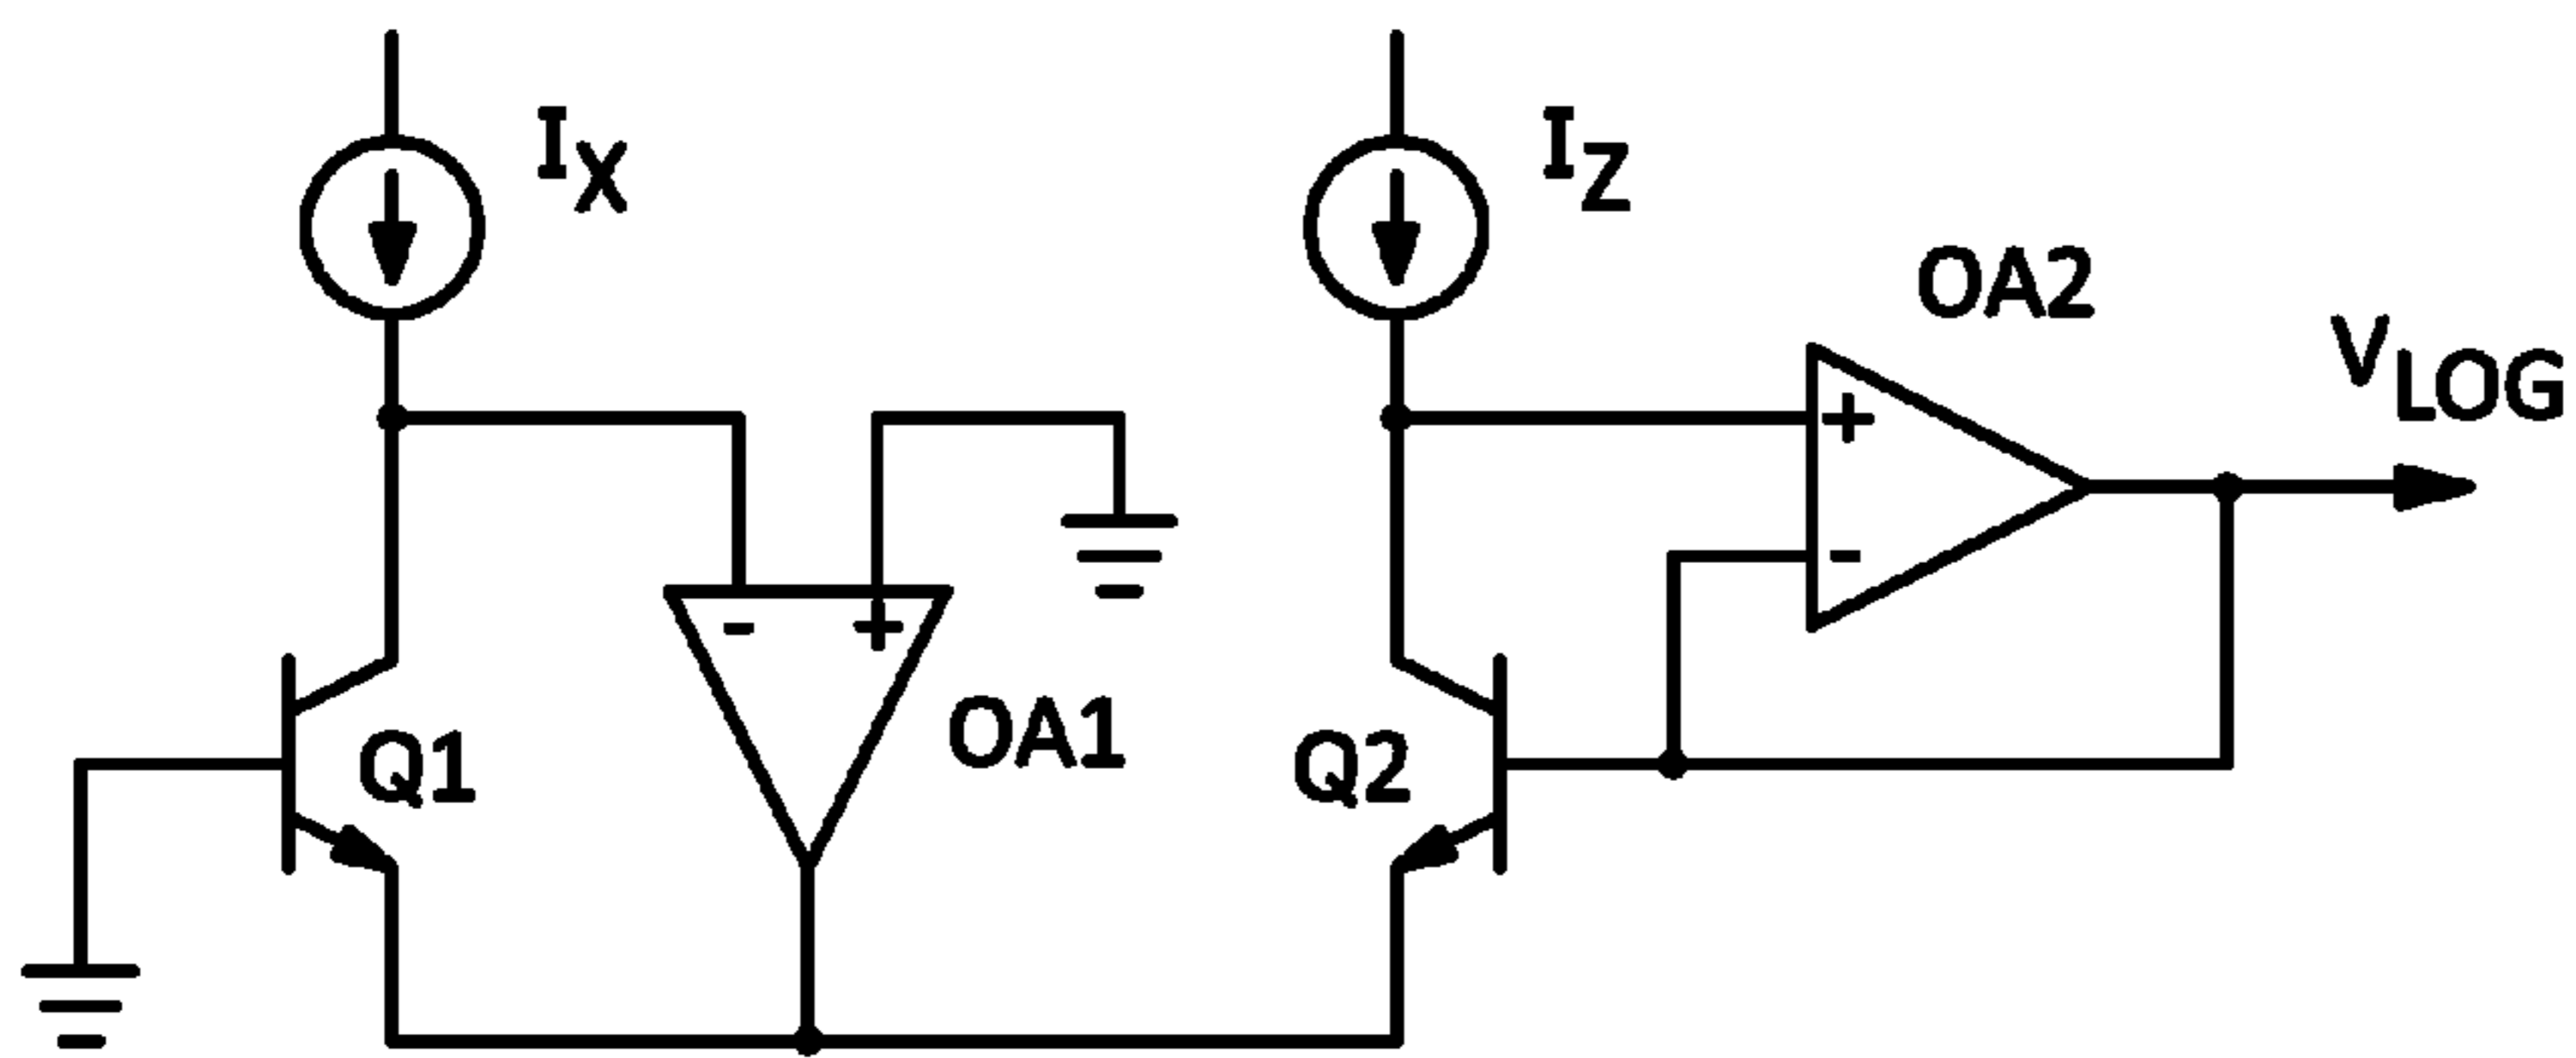 I_X
I_Z
OA2
V_LOG
+
-
-
+
OA1
Q1
Q2